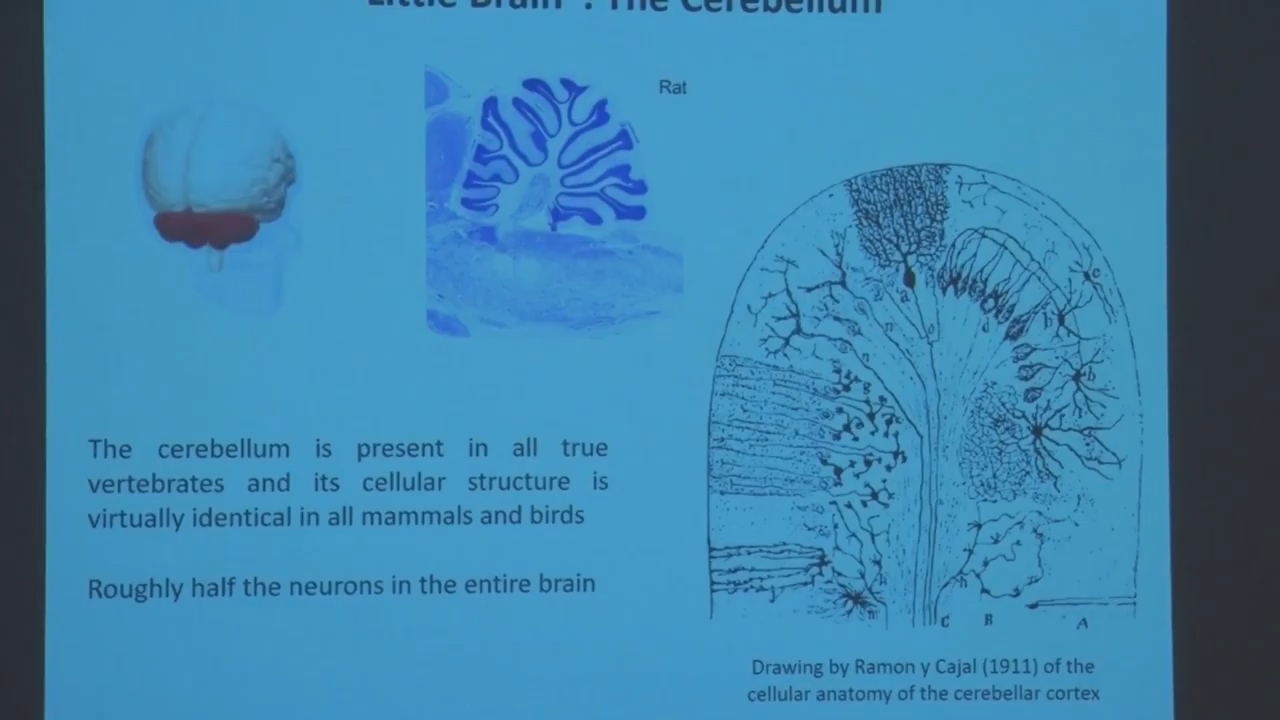 Little Brain": The Cerebellum
Rat
The cerebellum is present in all true
vertebrates and its cellular structure is
virtually identical in all mammals and birds
Roughly half the neurons in the entire brain
C B A
Drawing by Ramon y Cajal (1911) of the
cellular anatomy of the cerebellar cortex